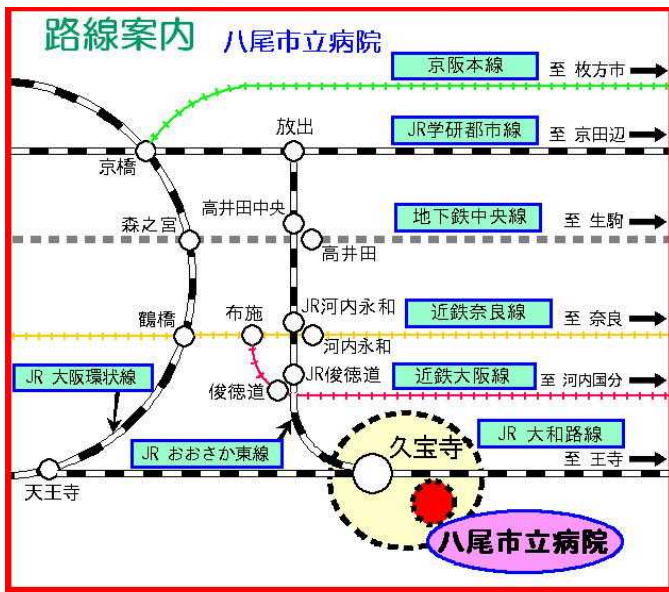 路線案内 八尾市立病院
京阪本線 至 枚方市
放出
JR学研都市線 至 京田辺
京橋
高井田中央
地下鉄中央線 至 生駒
森之宮
高井田
鶴橋
布施
JR河内永和
近鉄奈良線 至 奈良
河内永和
JR 大阪環状線
俊徳道
JR俊徳道
近鉄大阪線 至 河内国分
JR おおさか東線
久宝寺
JR 大和路線
至 王寺
天王寺
八尾市立病院